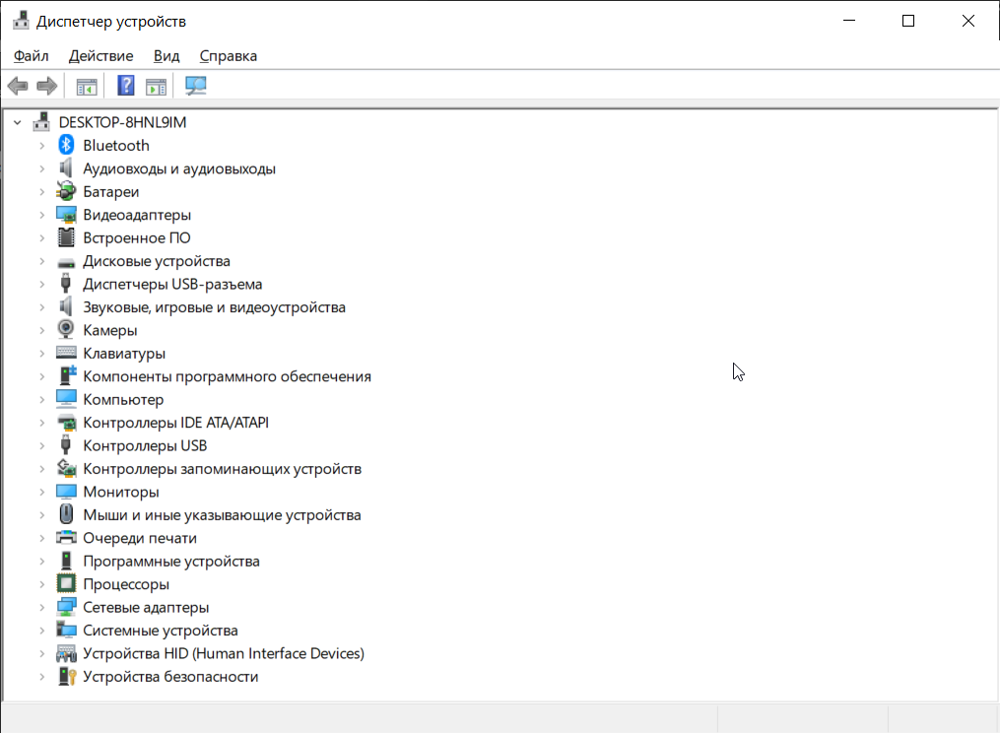 Диспетчер устройств
Файл Действие Вид Справка
DESKTOP-8HNL9IM
Bluetooth
Аудиовходы и аудиовыходы
Батареи
Видеоадаптеры
Встроенное ПО
Дисковые устройства
Диспетчеры USB-разъема
Звуковые, игровые и видеоустройства
Камеры
Клавиатуры
Компоненты программного обеспечения
Компьютер
Контроллеры IDE ATA/ATAPI
Контроллеры USB
Контроллеры запоминающих устройств
Мониторы
Мыши и иные указывающие устройства
Очереди печати
Программные устройства
Процессоры
Сетевые адаптеры
Системные устройства
Устройства HID (Human Interface Devices)
Устройства безопасности